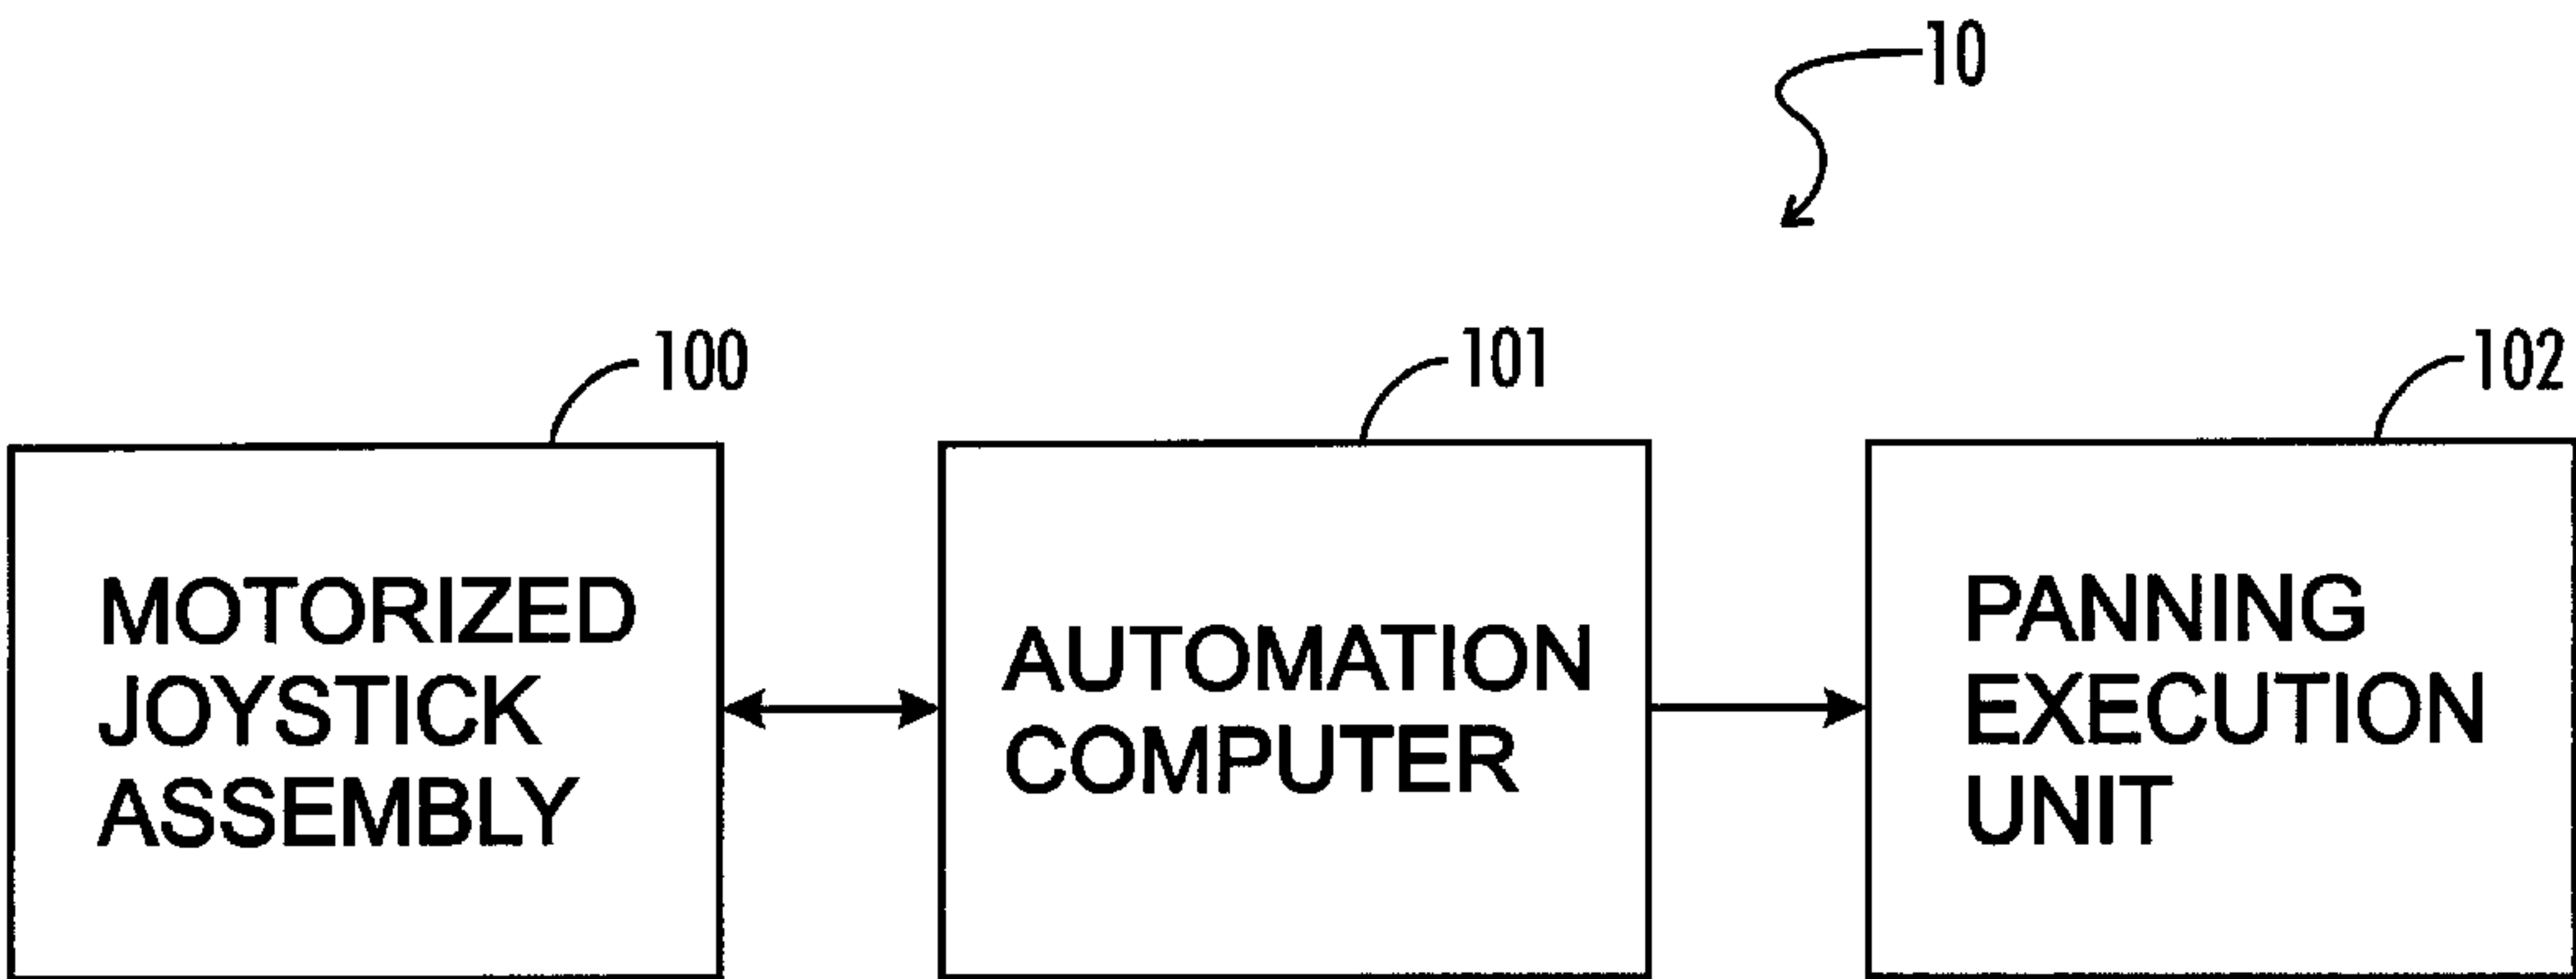 10
100
101
102
MOTORIZED
JOYSTICK
ASSEMBLY
AUTOMATION
COMPUTER
PANNING
EXECUTION
UNIT